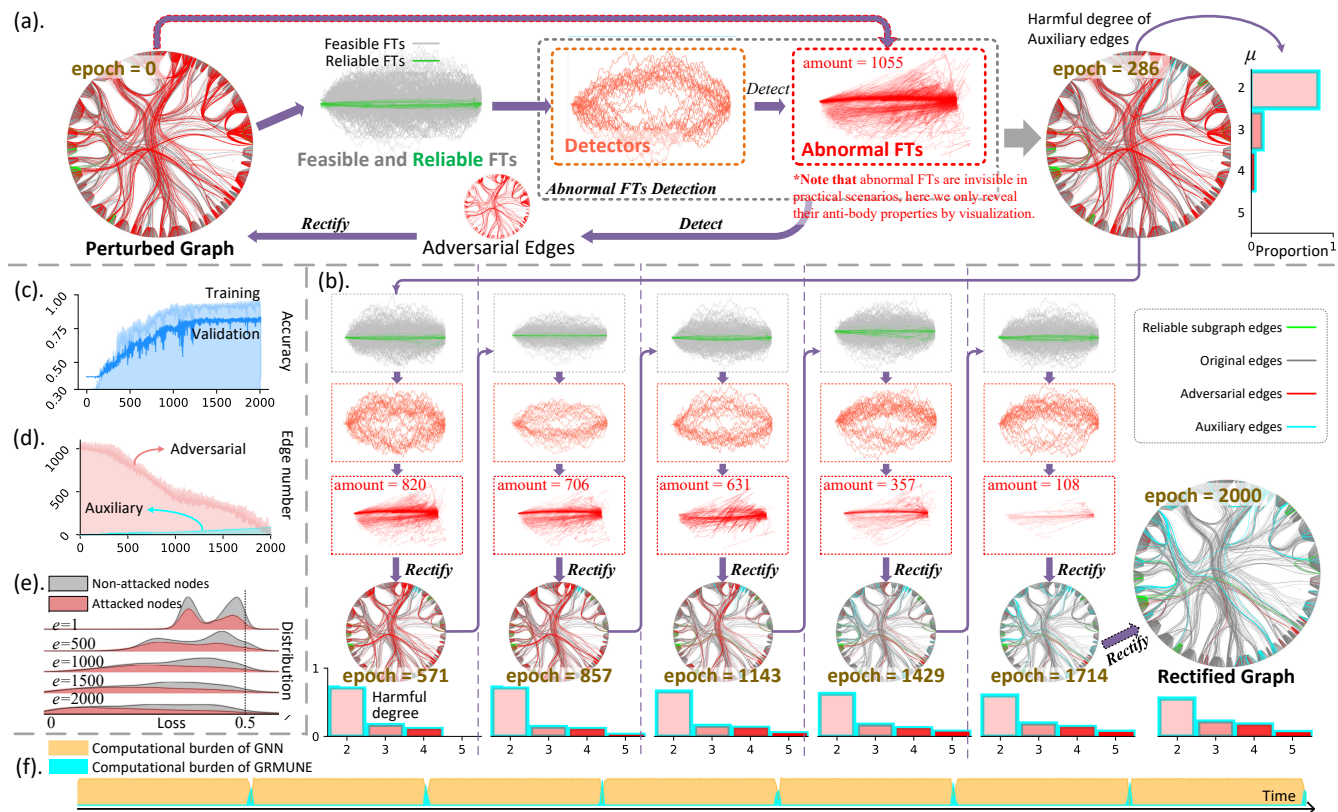 (a).
epoch = 0
Perturbed Graph
Feasible FTs
Reliable FTs
Feasible and Reliable FTs
Detectors
Abnormal FTs Detection
Detect
amount = 1055
Abnormal FTs
*Note that abnormal FTs are invisible in
practical scenarios, here we only reveal
their anti-body properties by visualization.
Rectify
Adversarial Edges
Detect
Harmful degree of
Auxiliary edges
epoch = 286
μ
2
3
4
5
0
Proportion
1
(c).
Training
Validation
1.00
0.75
0.50
0.30
0
500
1000
1500
2000
Accuracy
(d).
Adversarial
Auxiliary
1000
500
0
0
500
1000
1500
2000
Edge number
(e).
Non-attacked nodes
Attacked nodes
e=1
e=500
e=1000
e=1500
e=2000
0
Loss
0.5
Distribution
(b).
amount = 820
amount = 706
amount = 631
amount = 357
amount = 108
Rectify
Rectify
Rectify
Rectify
Rectify
epoch = 571
epoch = 857
epoch = 1143
epoch = 1429
epoch = 1714
1
0
Harmful
degree
2 3 4 5
2 3 4 5
2 3 4 5
2 3 4 5
2 3 4 5
2 3 4 5
Reliable subgraph edges
Original edges
Adversarial edges
Auxiliary edges
epoch = 2000
Rectify
Rectified Graph
Computational burden of GNN
Computational burden of GRMUNE
(f).
Time